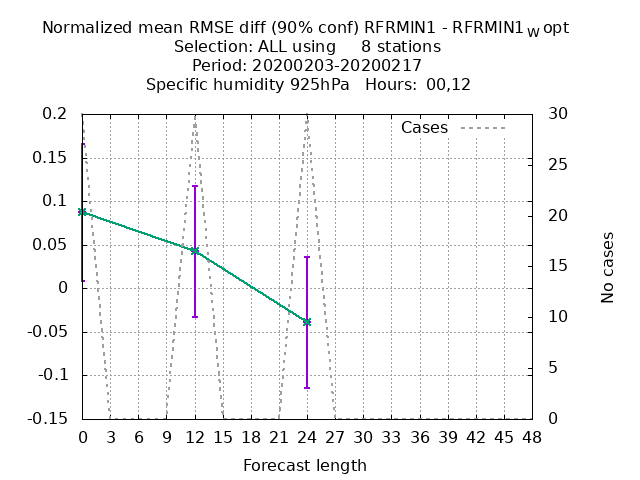 Normalized mean RMSE diff (90% conf) RFRMIN1 - RFRMIN1W opt
Selection: ALL using 8 stations
Period: 20200203-20200217
Specific humidity 925hPa Hours: 00,12
Cases
0.2
0.15
0.1
0.05
0
-0.05
-0.1
-0.15
30
25
20
15
10
5
0
No cases
0 3 6 9 12 15 18 21 24 27 30 33 36 39 42 45 48
Forecast length